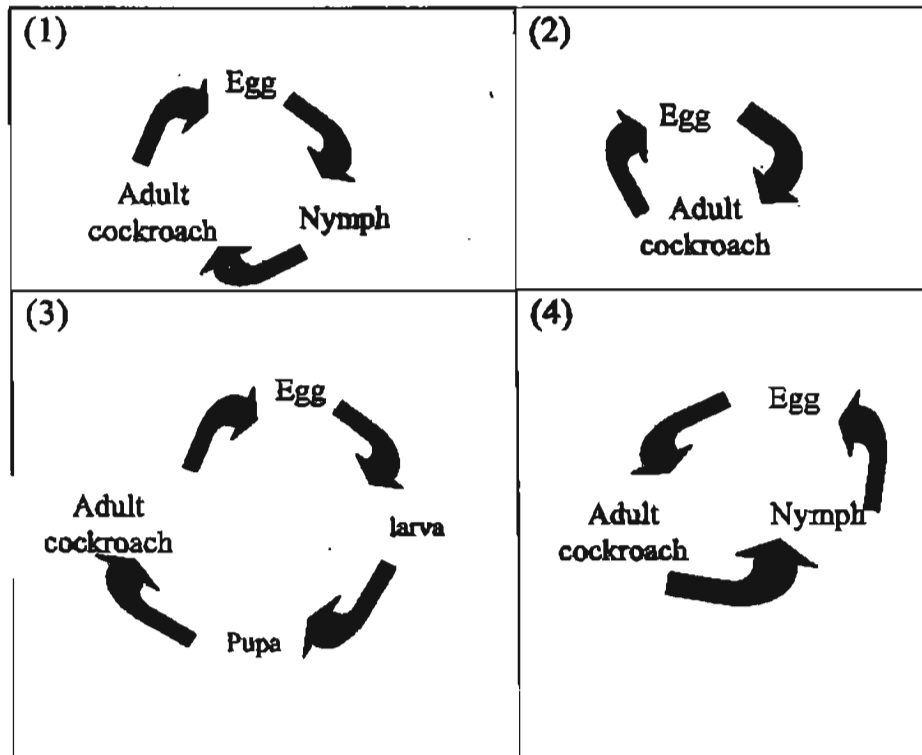 (1)
Egg
Adult
cockroach
Nymph
(2)
Egg
Adult
cockroach
(3)
Egg
Adult
cockroach
larva
Pupa
(4)
Egg
Adult
cockroach
Nymph